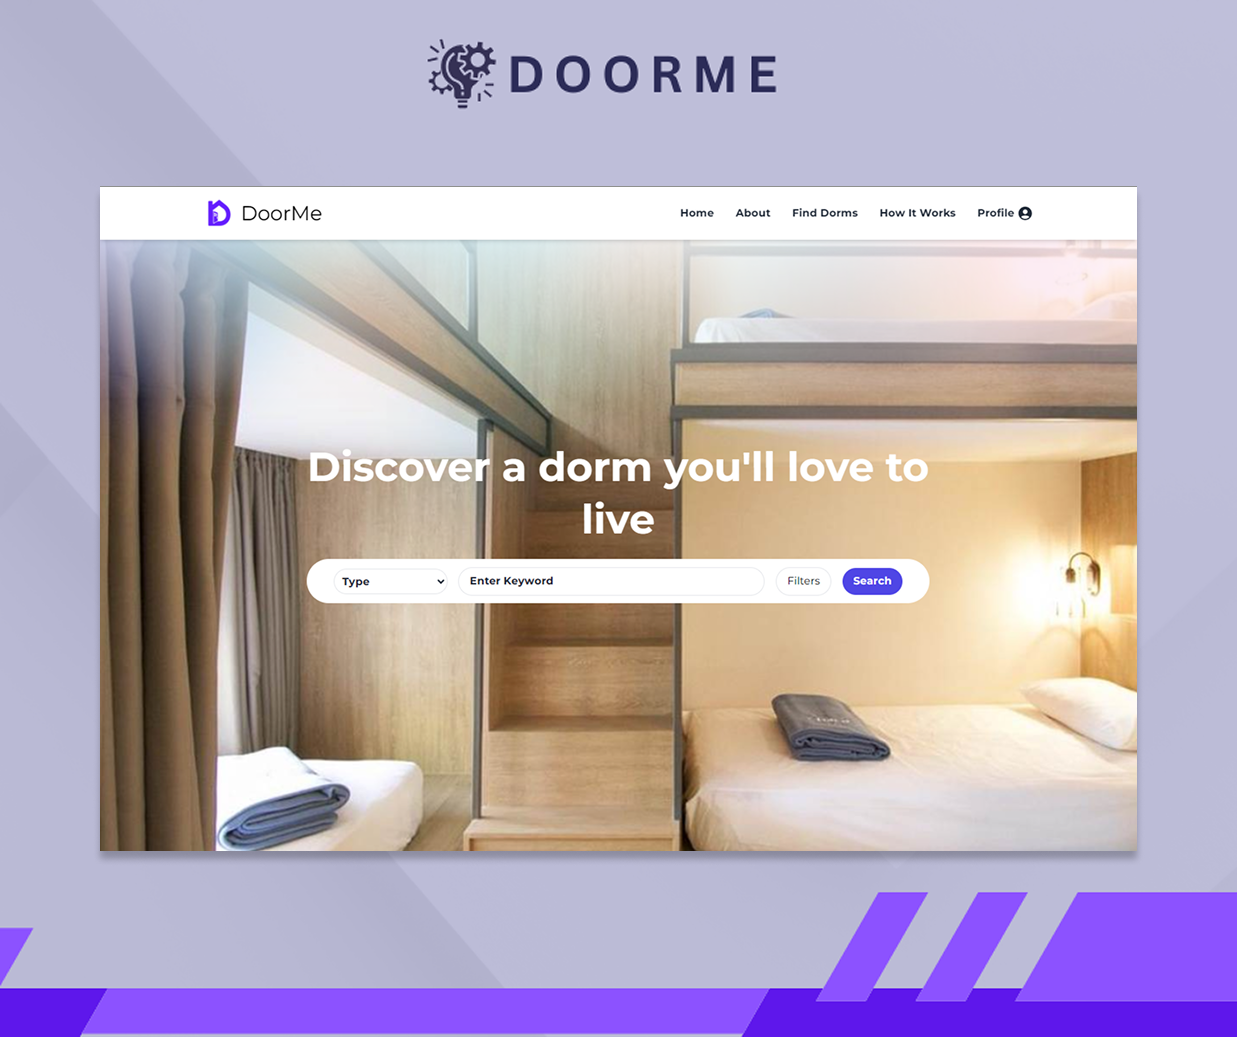 DOORME
DoorMe
Home About Find Dorms How It Works Profile
Discover a dorm you'll love to
live
Type Enter Keyword Filters Search